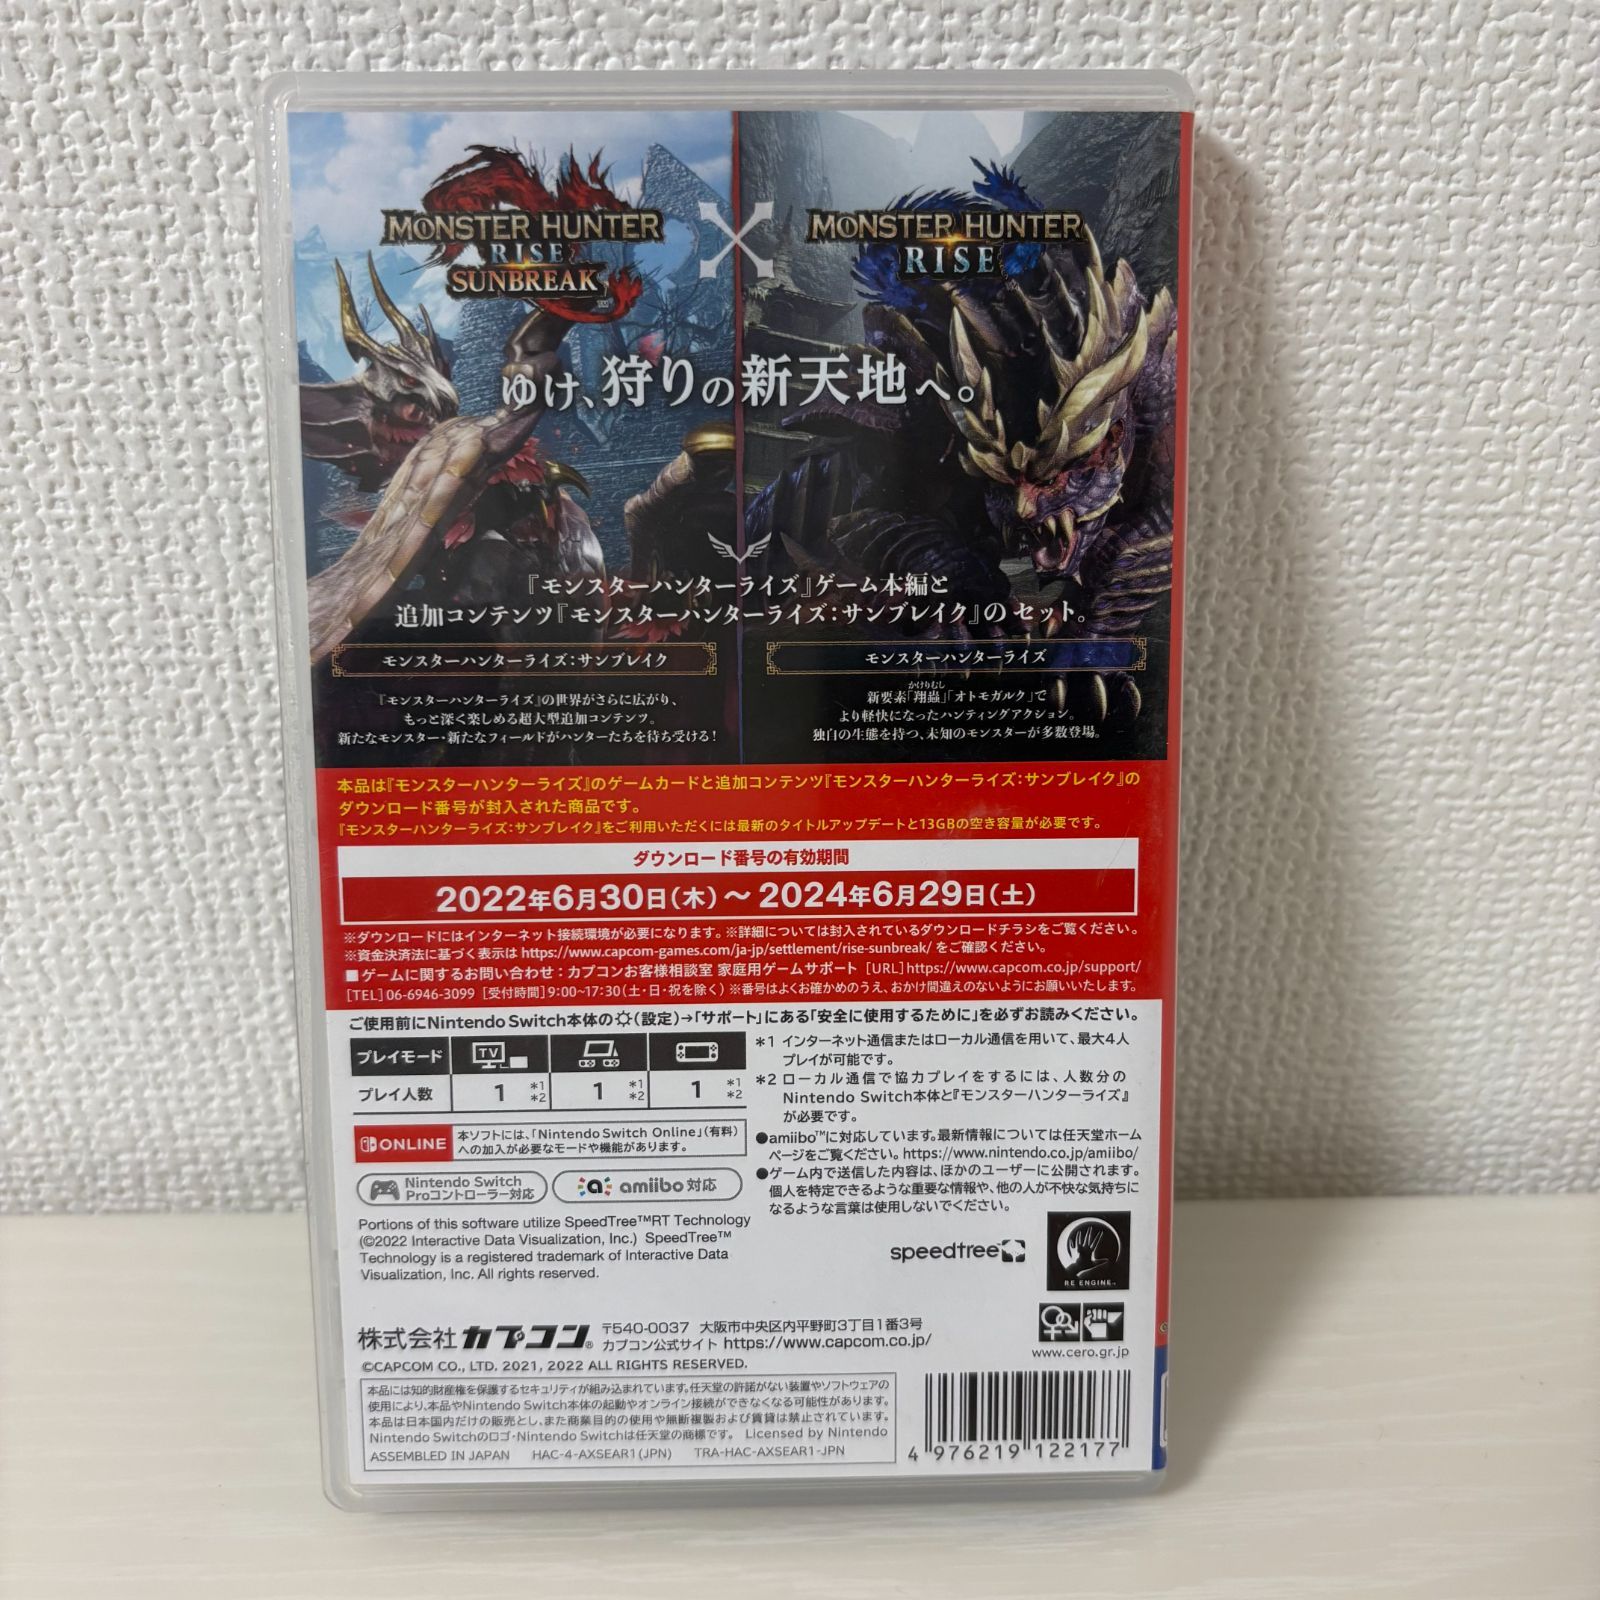 MONSTER HUNTER
RISE
SUNBREAK™
MONSTER HUNTER
RISE
ゆけ、狩りの新天地へ。
『モンスターハンターライズ』ゲーム本編と
追加コンテンツ『モンスターハンターライズ：サンブレイク』のセット。
モンスターハンターライズ：サンブレイク
『モンスターハンターライズ』の世界がさらに広がり、
もっと深く楽しめる超大型追加コンテンツ。
新たなモンスター・新たなフィールドがハンターたちを待ち受ける！
モンスターハンターライズ
かけりむし
新要素「翔蟲」「オトモガルク」で
より軽快になったハンティングアクション。
独自の生態を持つ、未知のモンスターが多数登場。
本品は『モンスターハンターライズ』のゲームカードと追加コンテンツ『モンスターハンターライズ：サンブレイク』の
ダウンロード番号が封入された商品です。
『モンスターハンターライズ：サンブレイク』をご利用いただくには最新のタイトルアップデートと13GBの空き容量が必要です。
ダウンロード番号の有効期間
2022年6月30日（木）～2024年6月29日（土）
※ダウンロードにはインターネット接続環境が必要になります。※詳細については封入されているダウンロードチラシをご覧ください。
※資金決済法に基づく表示は https://www.capcom-games.com/ja-jp/settlement/rise-sunbreak/ をご確認ください。
■ゲームに関するお問い合わせ：カプコンお客様相談室 家庭用ゲームサポート [URL]https://www.capcom.co.jp/support/
[TEL]06-6946-3099 [受付時間]9:00~17:30（土・日・祝を除く）※番号はよくお確かめのうえ、おかけ間違えのないようにお願いいたします。
ご使用前にNintendo Switch本体の（設定）→「サポート」にある「安全に使用するために」を必ずお読みください。
プレイモード TV
プレイ人数 1 *1 *2 1 *1 *2 1 *1 *2
ONLINE
本ソフトには、「Nintendo Switch Online」（有料）
への加入が必要なモードや機能があります。
Nintendo Switch
Proコントローラー対応
amiibo 対応
*1 インターネット通信またはローカル通信を用いて、最大4人
プレイが可能です。
*2 ローカル通信で協力プレイをするには、人数分の
Nintendo Switch本体と『モンスターハンターライズ』
が必要です。
●amiibo™に対応しています。最新情報については任天堂ホーム
ページをご覧ください。https://www.nintendo.co.jp/amiibo/
●ゲーム内で送信した内容は、ほかのユーザーに公開されます。
個人を特定できるような重要な情報や、他の人が不快な気持ちに
なるような言葉は使用しないでください。
Portions of this software utilize SpeedTree™RT Technology
(©2022 Interactive Data Visualization, Inc.) SpeedTree™
Technology is a registered trademark of Interactive Data
Visualization, Inc. All rights reserved.
speedtree
RE ENGINE™
株式会社カプコン®
〒540-0037 大阪市中央区内平野町3丁目1番3号
カプコン公式サイト https://www.capcom.co.jp/
www.cero.gr.jp
©CAPCOM CO., LTD. 2021, 2022 ALL RIGHTS RESERVED.
本品には知的財産権を保護するセキュリティが組み込まれています。任天堂の許諾がない装置やソフトウェアの
使用により、本品やNintendo Switch本体の起動やオンライン接続ができなくなる可能性があります。
本品は日本国内だけの販売とし、また商業目的の使用や無断複製および賃貸は禁止されています。
Nintendo Switchのロゴ・Nintendo Switchは任天堂の商標です。 Licensed by Nintendo
ASSEMBLED IN JAPAN HAC-4-AXSEAR1(JPN) TRA-HAC-AXSEAR1-JPN
4 976219 122177